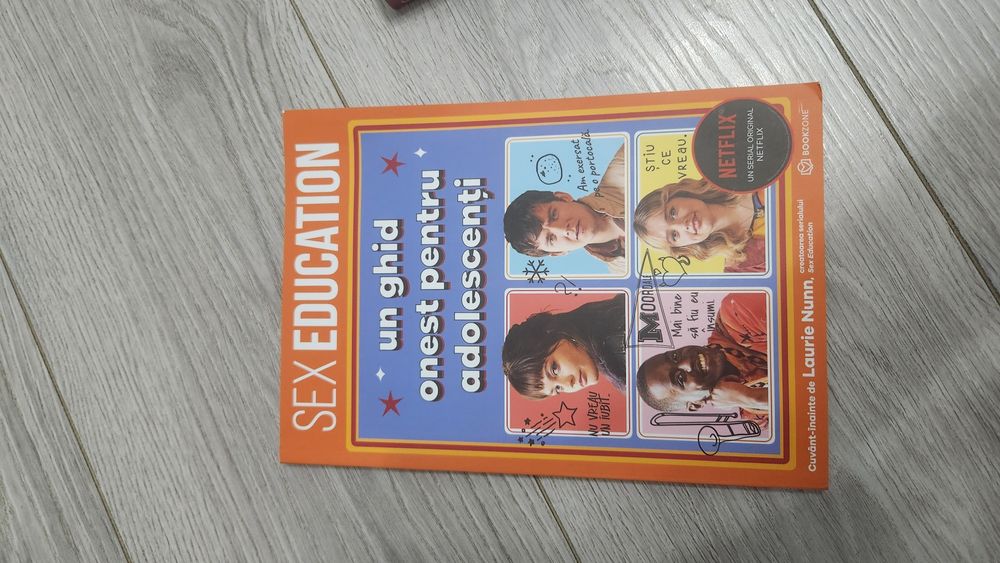 SEX EDUCATION
un ghid
onest pentru
adolescenți
NU VREAU
UN IUBIT.
?!
Am exersat
pe o portocală.
MOORDALE
Mai bine
să fiu eu
însumi.
ȘTIU
CE
VREAU.
NETFLIX
UN SERIAL ORIGINAL
NETFLIX
BOOKZONE
Cuvânt-înainte de Laurie Nunn, creatoarea serialului
Sex Education